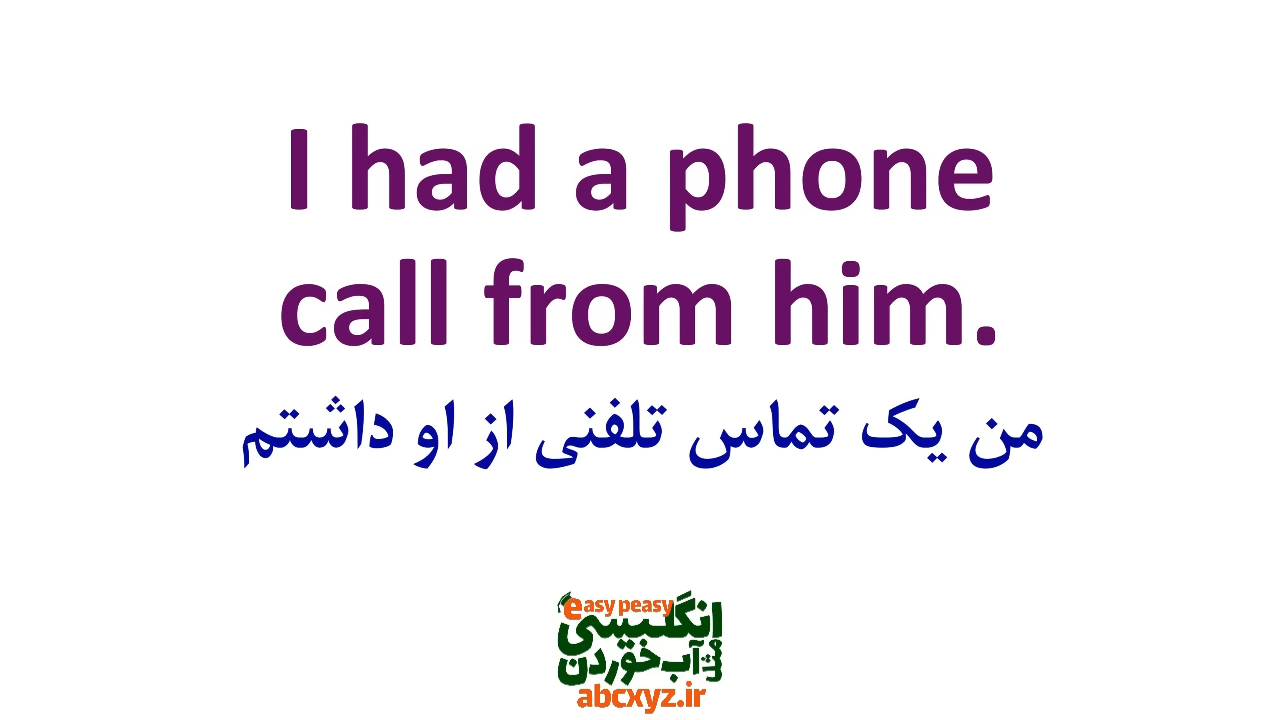 I had a phone
call from him.
من یک تماس تلفنی از او داشتم
easy peasy
انگلیسی
مثل آب خوردن
abcxyz.ir